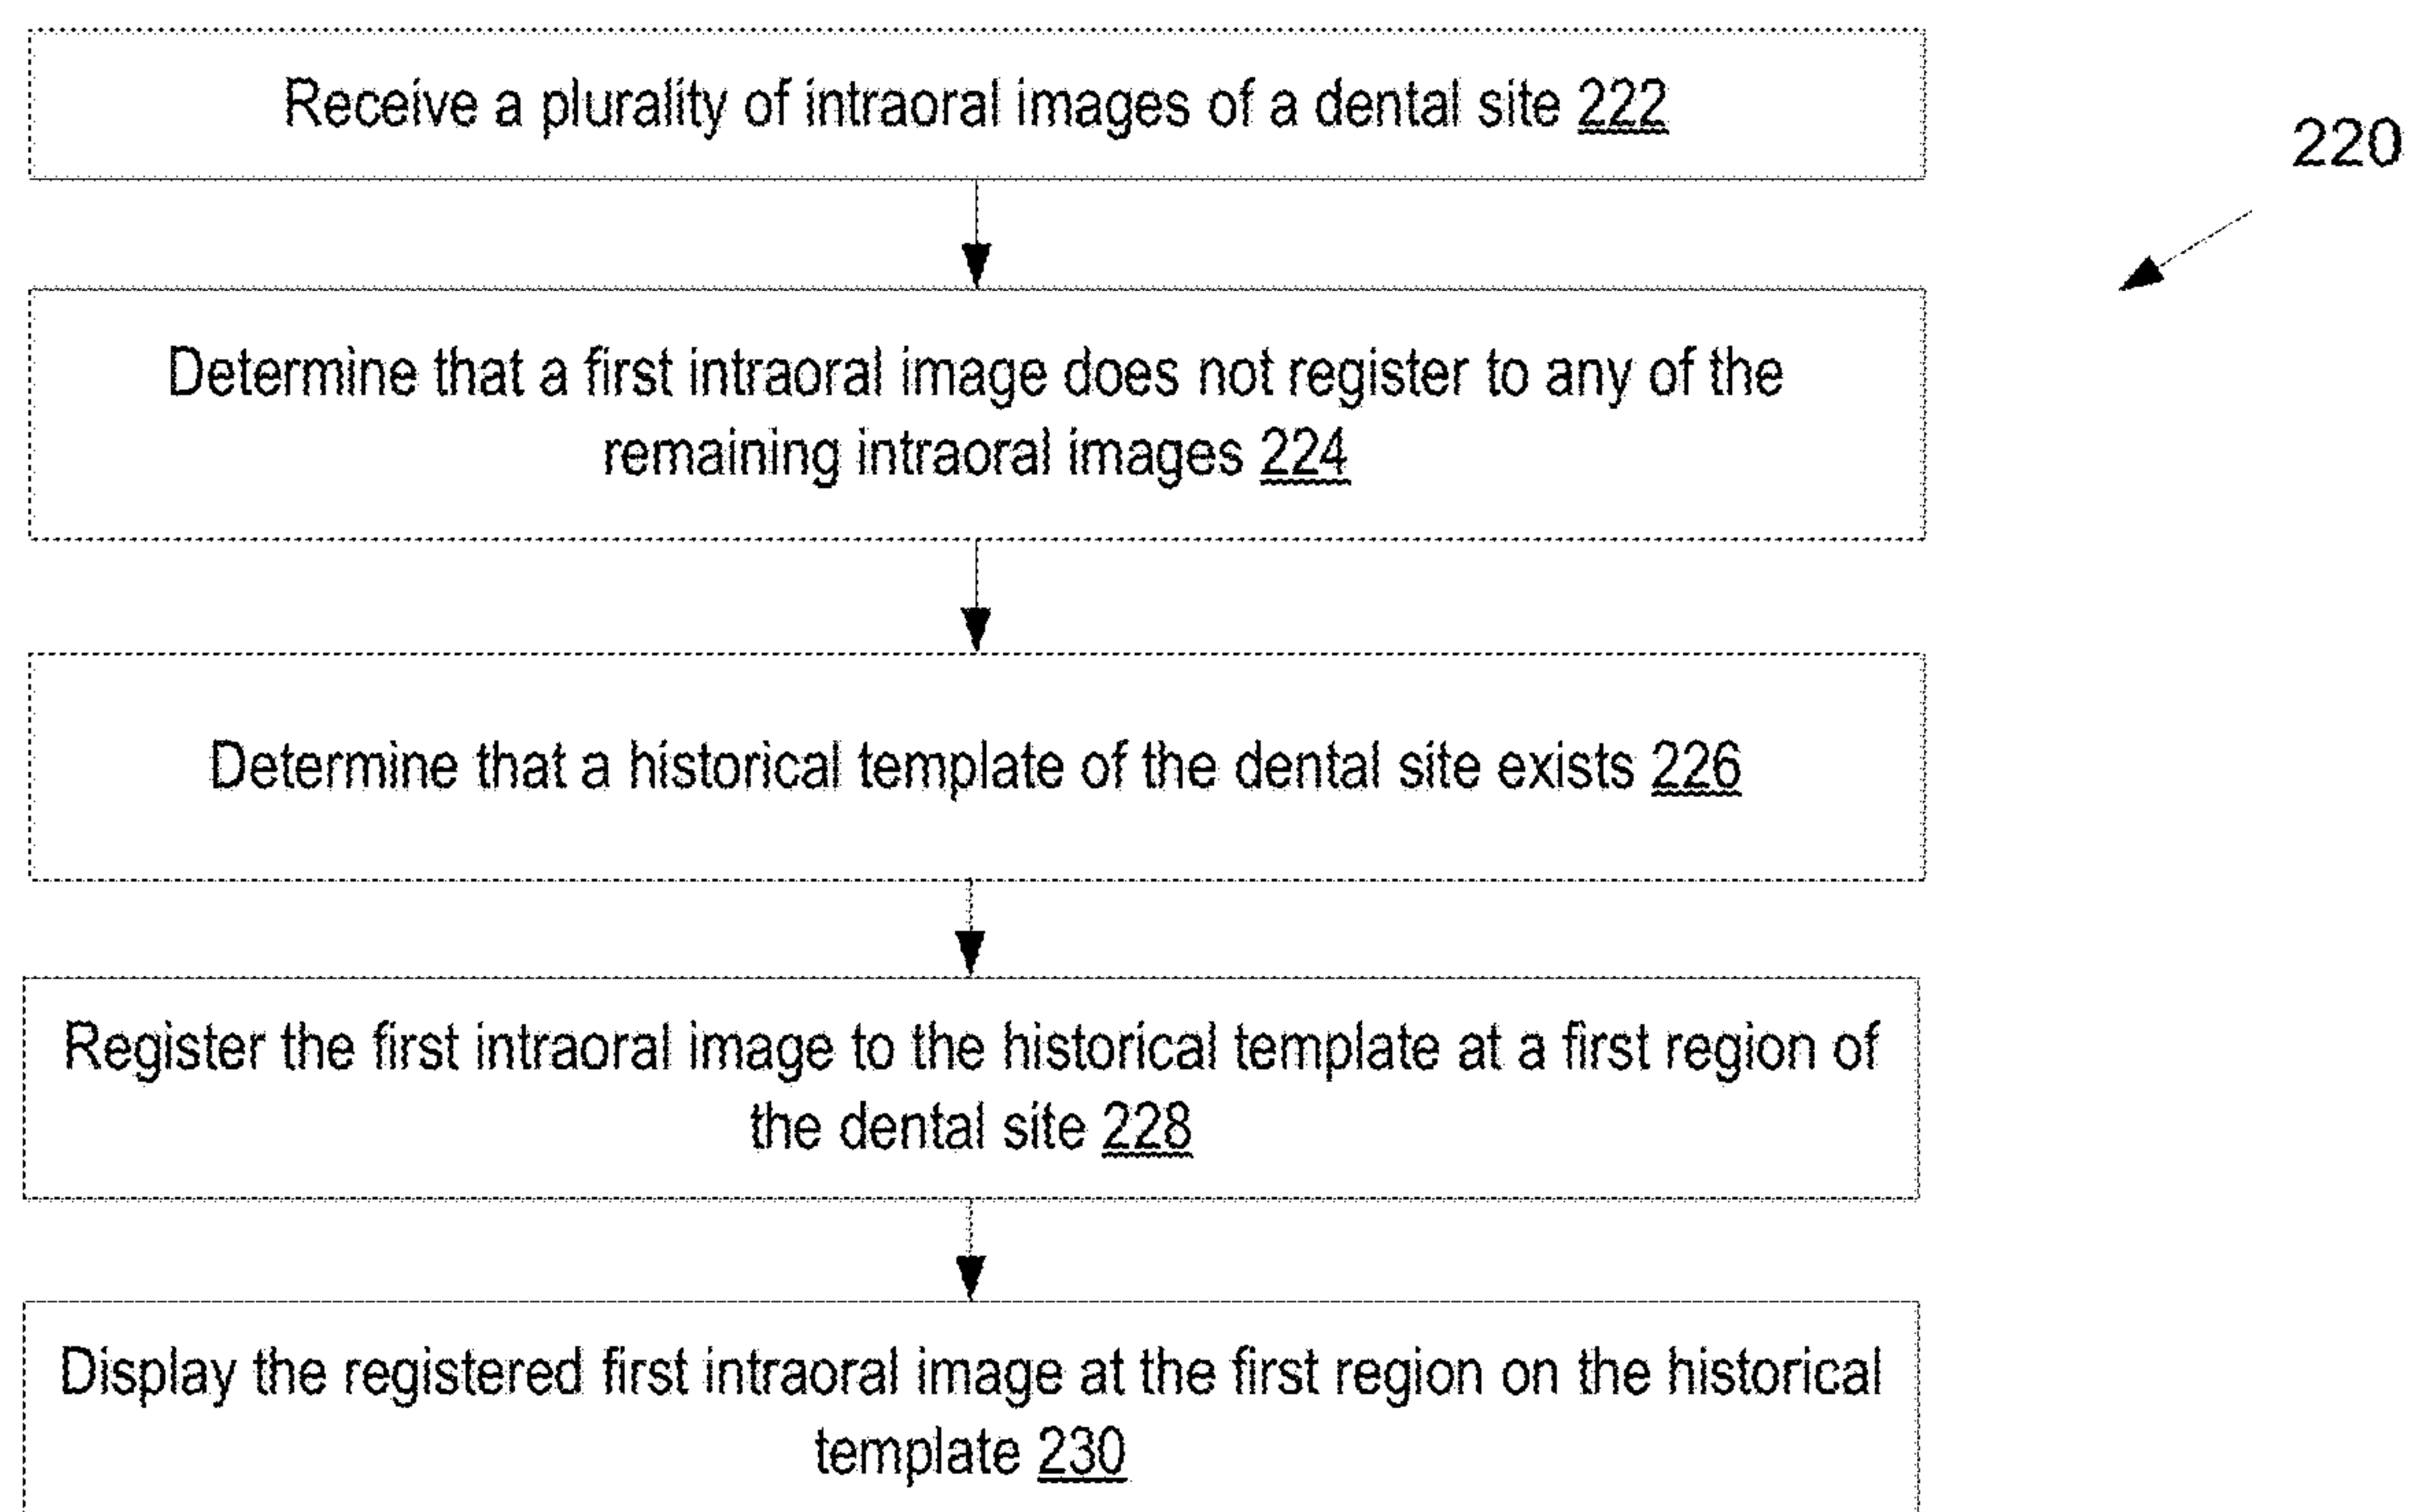 Receive a plurality of intraoral images of a dental site 222
220
Determine that a first intraoral image does not register to any of the
remaining intraoral images 224
Determine that a historical template of the dental site exists 226
Register the first intraoral image to the historical template at a first region of
the dental site 228
Display the registered first intraoral image at the first region on the historical
template 230